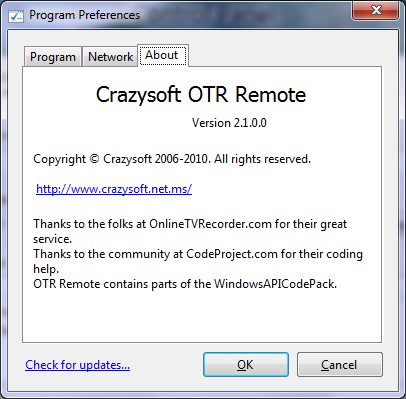 Program Preferences
Program
Network
About
Crazysoft OTR Remote
Version 2.1.0.0
Copyright © Crazysoft 2006-2010. All rights reserved.
http://www.crazysoft.net.ms/
Thanks to the folks at OnlineTVRecorder.com for their great
service.
Thanks to the community at CodeProject.com for their coding
help.
OTR Remote contains parts of the WindowsAPICodePack.
Check for updates...
OK
Cancel